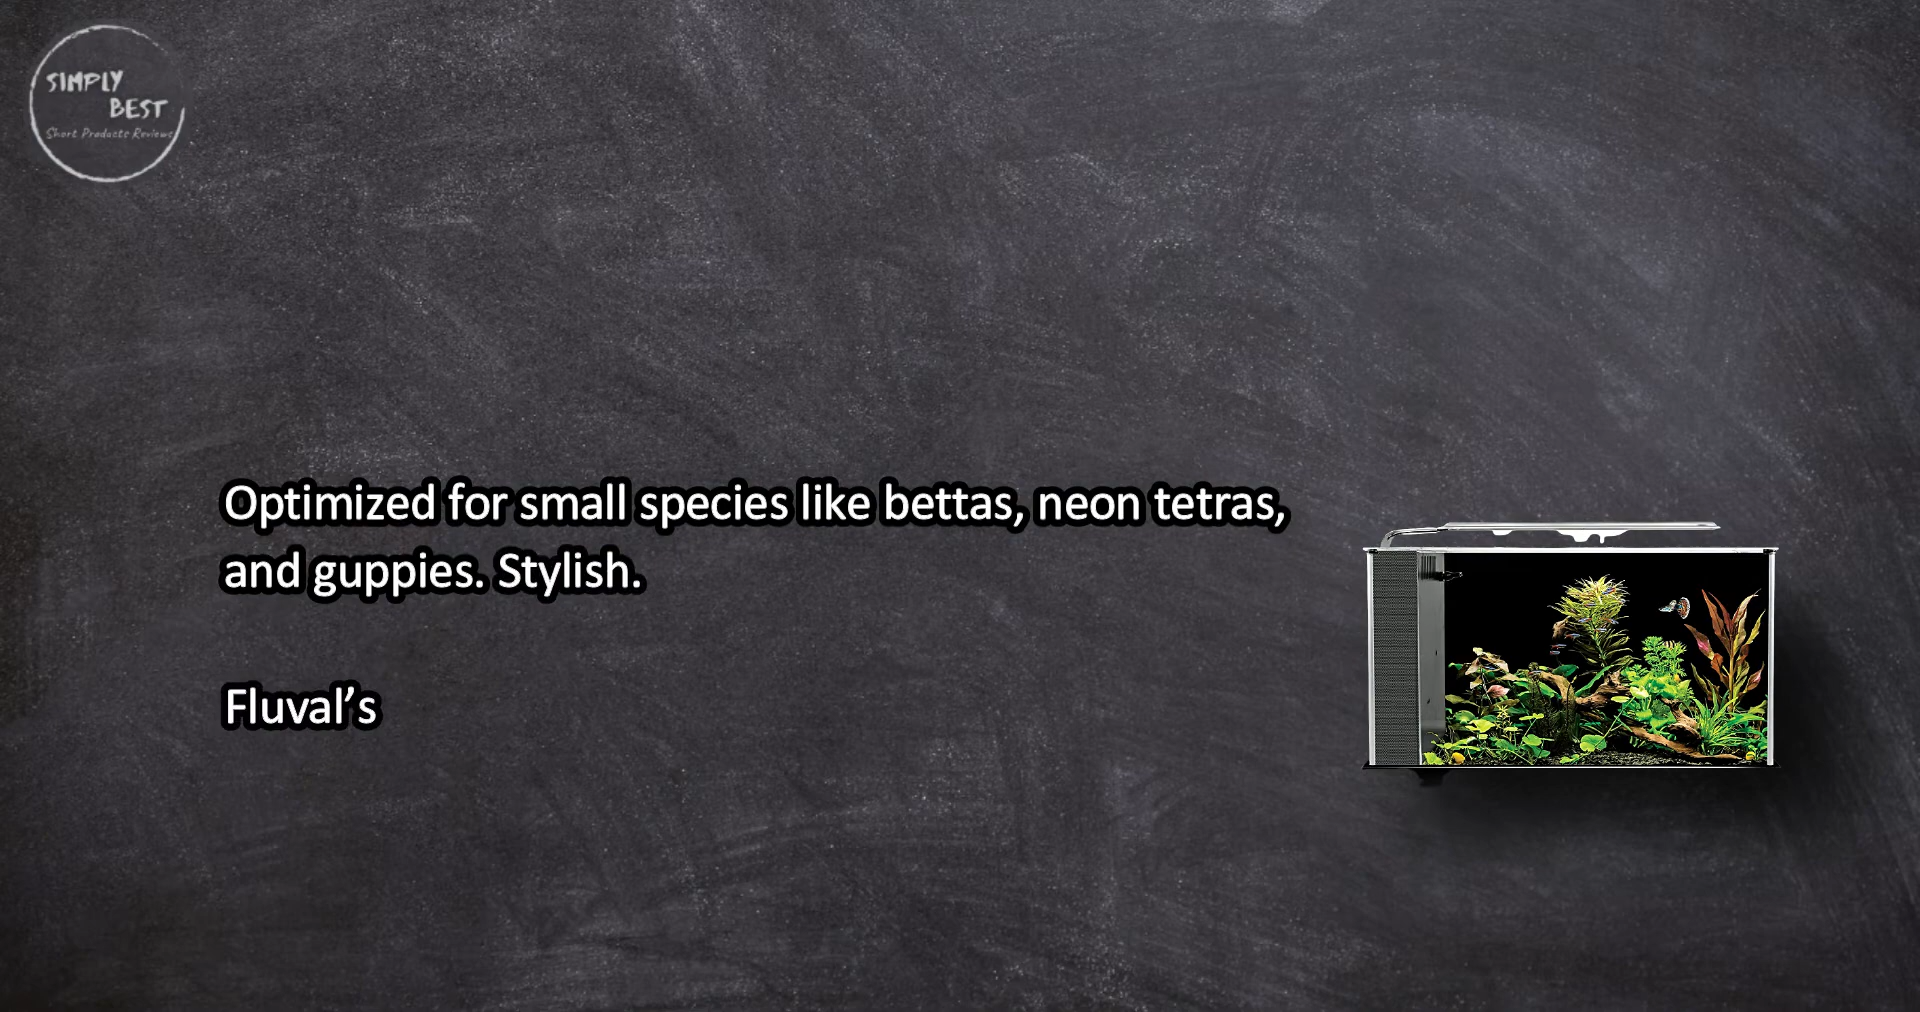 SIMPLY
BEST
Short Products Reviews
Optimized for small species like bettas, neon tetras,
and guppies. Stylish.
Fluval’s